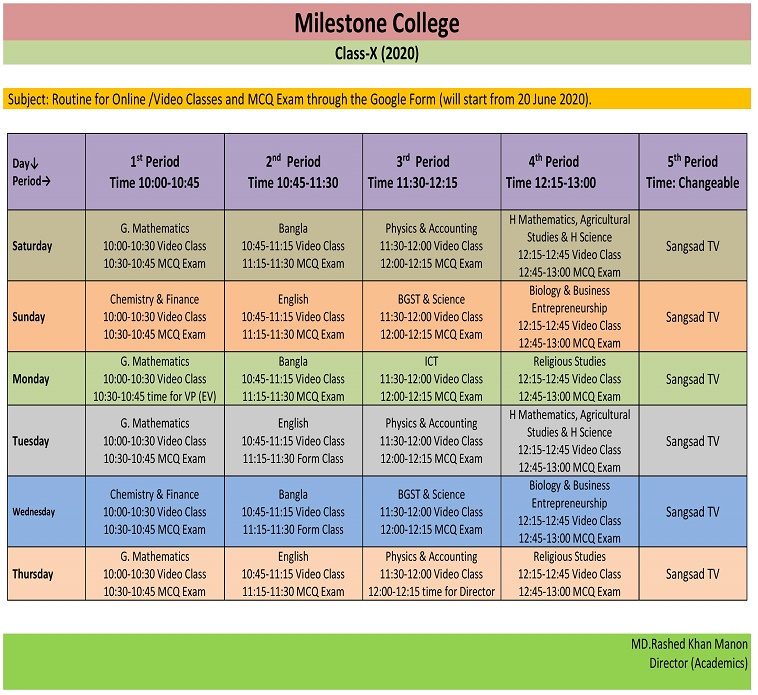 Milestone College
Class-X (2020)
Subject: Routine for Online /Video Classes and MCQ Exam through the Google Form (will start from 20 June 2020).
Day↓
Period→
1st Period
Time 10:00-10:45
2nd Period
Time 10:45-11:30
3rd Period
Time 11:30-12:15
4th Period
Time 12:15-13:00
5th Period
Time: Changeable
Saturday
G. Mathematics
10:00-10:30 Video Class
10:30-10:45 MCQ Exam
Bangla
10:45-11:15 Video Class
11:15-11:30 MCQ Exam
Physics & Accounting
11:30-12:00 Video Class
12:00-12:15 MCQ Exam
H Mathematics, Agricultural
Studies & H Science
12:15-12:45 Video Class
12:45-13:00 MCQ Exam
Sangsad TV
Sunday
Chemistry & Finance
10:00-10:30 Video Class
10:30-10:45 MCQ Exam
English
10:45-11:15 Video Class
11:15-11:30 MCQ Exam
BGST & Science
11:30-12:00 Video Class
12:00-12:15 MCQ Exam
Biology & Business
Entrepreneurship
12:15-12:45 Video Class
12:45-13:00 MCQ Exam
Sangsad TV
Monday
G. Mathematics
10:00-10:30 Video Class
10:30-10:45 time for VP (EV)
Bangla
10:45-11:15 Video Class
11:15-11:30 MCQ Exam
ICT
11:30-12:00 Video Class
12:00-12:15 MCQ Exam
Religious Studies
12:15-12:45 Video Class
12:45-13:00 MCQ Exam
Sangsad TV
Tuesday
G. Mathematics
10:00-10:30 Video Class
10:30-10:45 MCQ Exam
English
10:45-11:15 Video Class
11:15-11:30 Form Class
Physics & Accounting
11:30-12:00 Video Class
12:00-12:15 MCQ Exam
H Mathematics, Agricultural
Studies & H Science
12:15-12:45 Video Class
12:45-13:00 MCQ Exam
Sangsad TV
Wednesday
Chemistry & Finance
10:00-10:30 Video Class
10:30-10:45 MCQ Exam
Bangla
10:45-11:15 Video Class
11:15-11:30 Form Class
BGST & Science
11:30-12:00 Video Class
12:00-12:15 MCQ Exam
Biology & Business
Entrepreneurship
12:15-12:45 Video Class
12:45-13:00 MCQ Exam
Sangsad TV
Thursday
G. Mathematics
10:00-10:30 Video Class
10:30-10:45 MCQ Exam
English
10:45-11:15 Video Class
11:15-11:30 MCQ Exam
Physics & Accounting
11:30-12:00 Video Class
12:00-12:15 time for Director
Religious Studies
12:15-12:45 Video Class
12:45-13:00 MCQ Exam
Sangsad TV
MD.Rashed Khan Manon
Director (Academics)